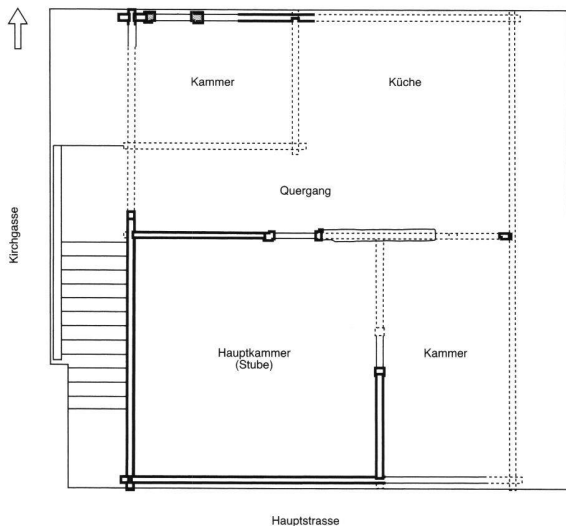 Kammer
Küche
Quergang
Kirchgasse
Hauptkammer
(Stube)
Kammer
Hauptstrasse